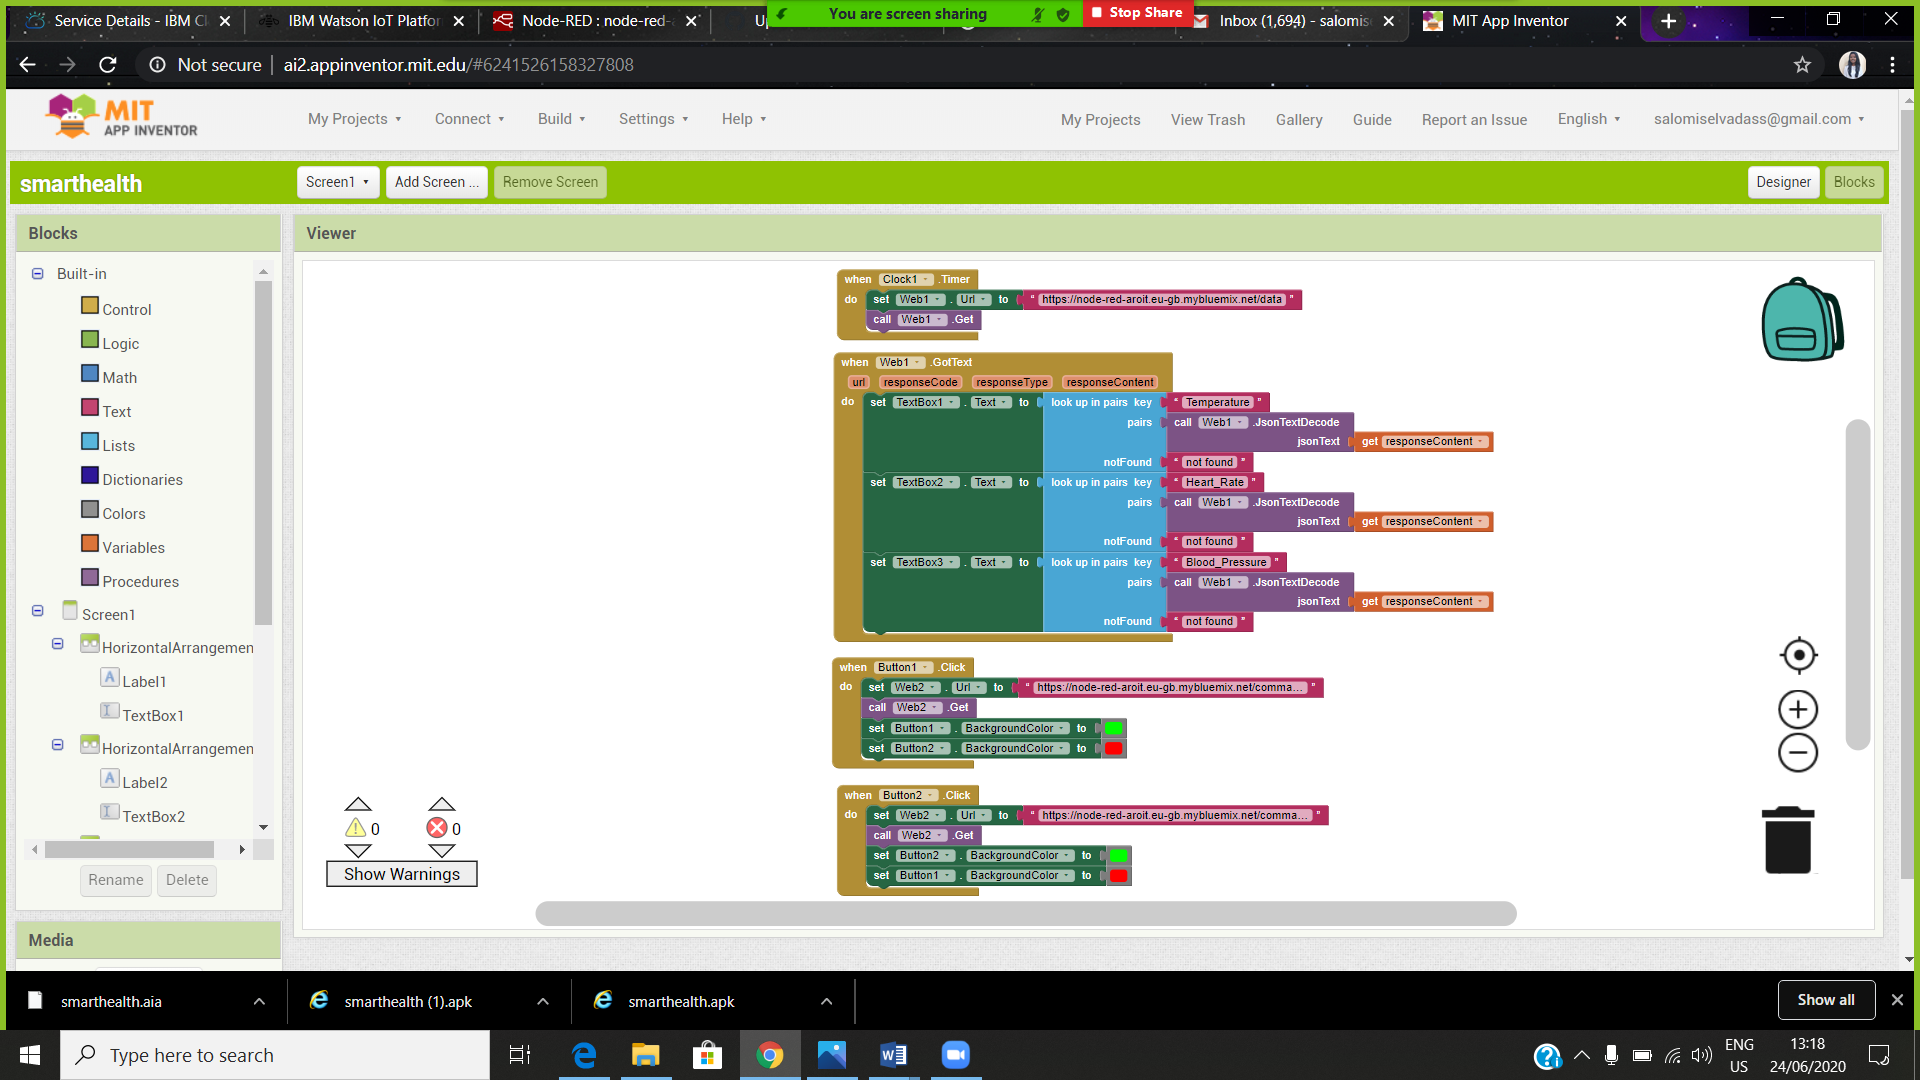 Service Details - IBM Cl
IBM Watson IoT Platfor
Node-RED : node-red-
Up
You are screen sharing
Stop Share
Inbox (1,694) - salomis
MIT App Inventor
Not secure | ai2.appinventor.mit.edu/#6241526158327808
MIT
APP INVENTOR
My Projects
Connect
Build
Settings
Help
My Projects
View Trash
Gallery
Guide
Report an Issue
English
salomiselvadass@gmail.com
smarthealth
Screen1
Add Screen ...
Remove Screen
Designer
Blocks
Blocks
Viewer
Built-in
Control
Logic
Math
Text
Lists
Dictionaries
Colors
Variables
Procedures
Screen1
HorizontalArrangemen
Label1
TextBox1
HorizontalArrangemen
Label2
TextBox2
Rename
Delete
Media
when Clock1 .Timer
do set Web1 . Url to " https://node-red-aroit.eu-gb.mybluemix.net/data "
call Web1 .Get
when Web1 .GotText
url responseCode responseType responseContent
do set TextBox1 . Text to look up in pairs key " Temperature "
pairs call Web1 .JsonTextDecode
jsonText get responseContent
notFound " not found "
set TextBox2 . Text to look up in pairs key " Heart_Rate "
pairs call Web1 .JsonTextDecode
jsonText get responseContent
notFound " not found "
set TextBox3 . Text to look up in pairs key " Blood_Pressure "
pairs call Web1 .JsonTextDecode
jsonText get responseContent
notFound " not found "
when Button1 .Click
do set Web2 . Url to " https://node-red-aroit.eu-gb.mybluemix.net/comma... "
call Web2 .Get
set Button1 . BackgroundColor to
set Button2 . BackgroundColor to
when Button2 .Click
do set Web2 . Url to " https://node-red-aroit.eu-gb.mybluemix.net/comma... "
call Web2 .Get
set Button2 . BackgroundColor to
set Button1 . BackgroundColor to
0
0
Show Warnings
smarthealth.aia
smarthealth (1).apk
smarthealth.apk
Show all
Type here to search
ENG
US
13:18
24/06/2020